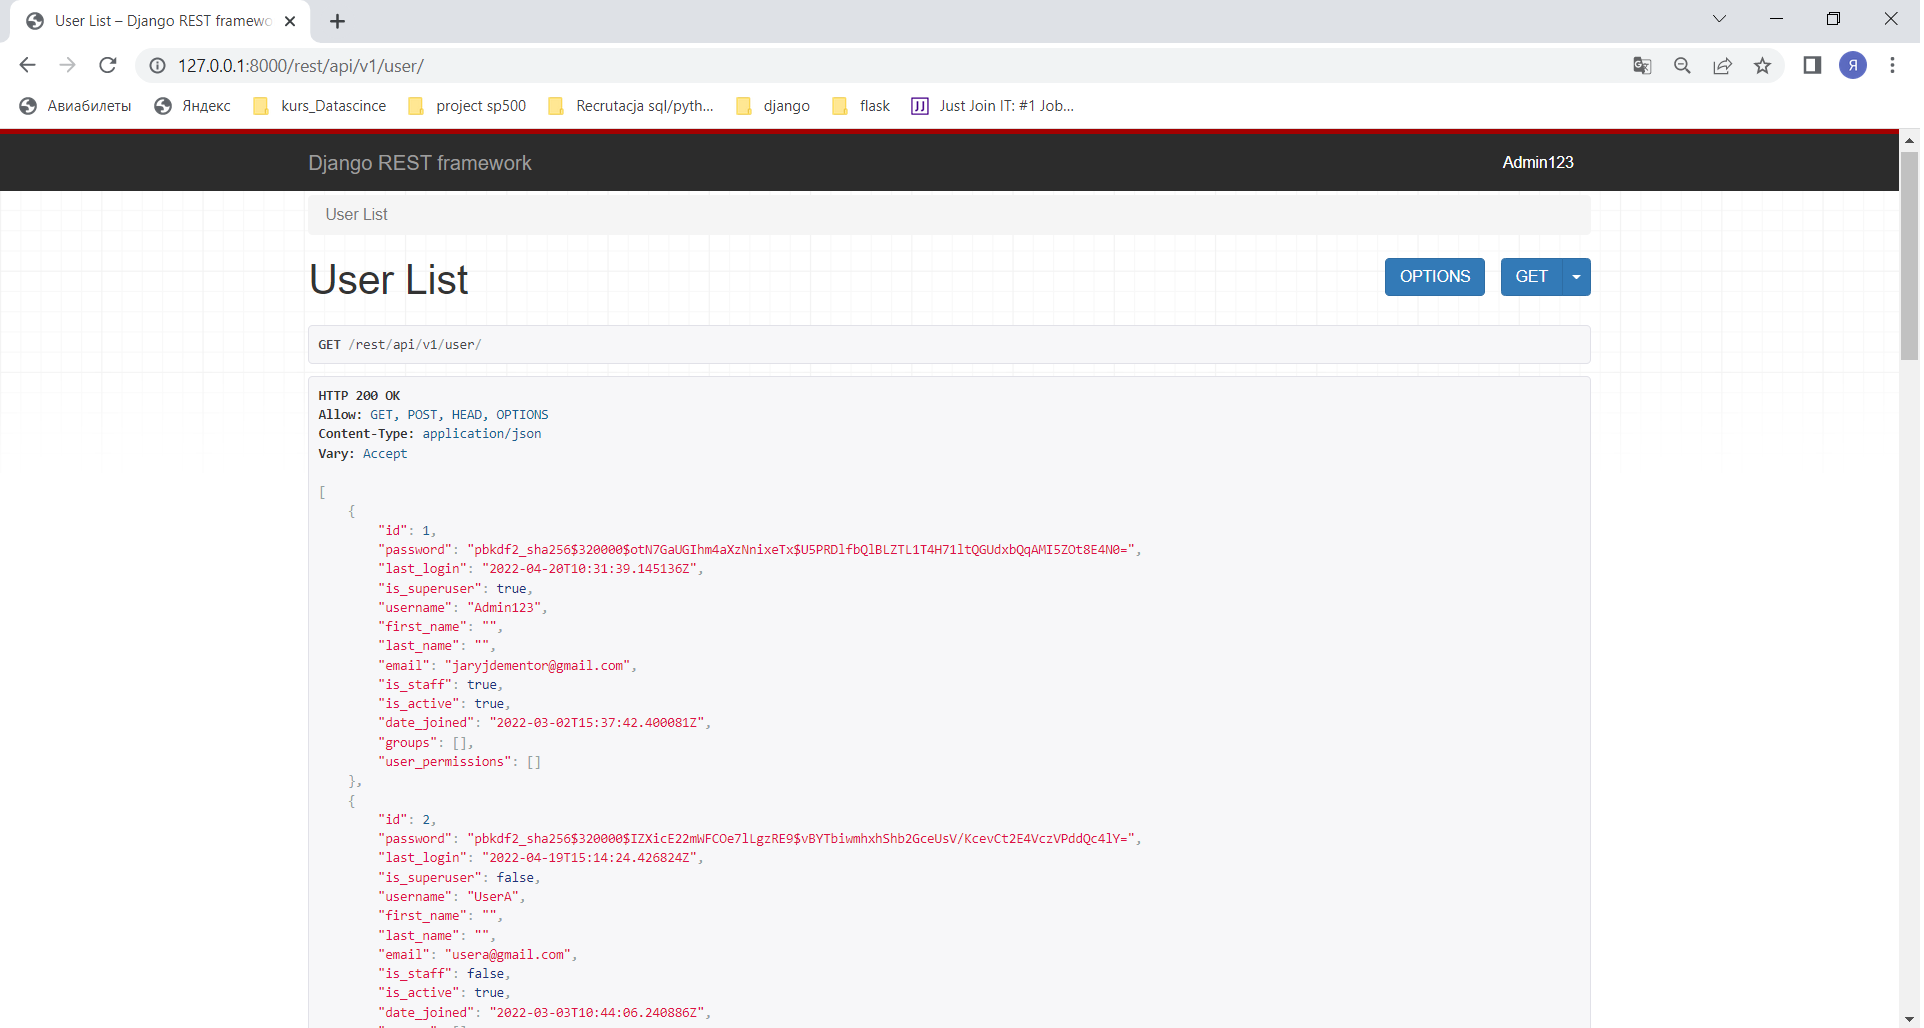 User List – Django REST framewo
127.0.0.1:8000/rest/api/v1/user/
Я
Авиабилеты Яндекс kurs_Datascince project sp500 Recrutacja sql/pyth... django flask Just Join IT: #1 Job...
Django REST framework Admin123
User List
User List OPTIONS GET
GET /rest/api/v1/user/
HTTP 200 OK
Allow: GET, POST, HEAD, OPTIONS
Content-Type: application/json
Vary: Accept
[
{
"id": 1,
"password": "pbkdf2_sha256$320000$otN7GaUGIhm4aXzNnixeTx$U5PRDlfbQlBLZTL1T4H71ltQGUdxbQqAMI5ZOt8E4N0=",
"last_login": "2022-04-20T10:31:39.145136Z",
"is_superuser": true,
"username": "Admin123",
"first_name": "",
"last_name": "",
"email": "jaryjdementor@gmail.com",
"is_staff": true,
"is_active": true,
"date_joined": "2022-03-02T15:37:42.400081Z",
"groups": [],
"user_permissions": []
},
{
"id": 2,
"password": "pbkdf2_sha256$320000$IZXicE22mWFCOe7lLgzRE9$vBYTbiwmhxhShb2GceUsV/KcevCt2E4VczVPddQc4lY=",
"last_login": "2022-04-19T15:14:24.426824Z",
"is_superuser": false,
"username": "UserA",
"first_name": "",
"last_name": "",
"email": "usera@gmail.com",
"is_staff": false,
"is_active": true,
"date_joined": "2022-03-03T10:44:06.240886Z",